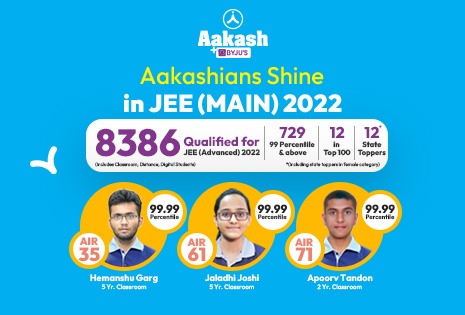 Aakash
+ BYJU'S
Aakashians Shine
in JEE (MAIN) 2022
8386 Qualified for JEE (Advanced) 2022
(Includes Classroom, Distance, Digital Students)
729
99 Percentile
& above
12
in
Top 100
12*
State
Toppers
*(Including state toppers in female category)
99.99
Percentile
AIR
35
Hemanshu Garg
5 Yr. Classroom
99.99
Percentile
AIR
61
Jaladhi Joshi
5 Yr. Classroom
99.99
Percentile
AIR
71
Apoorv Tandon
2 Yr. Classroom